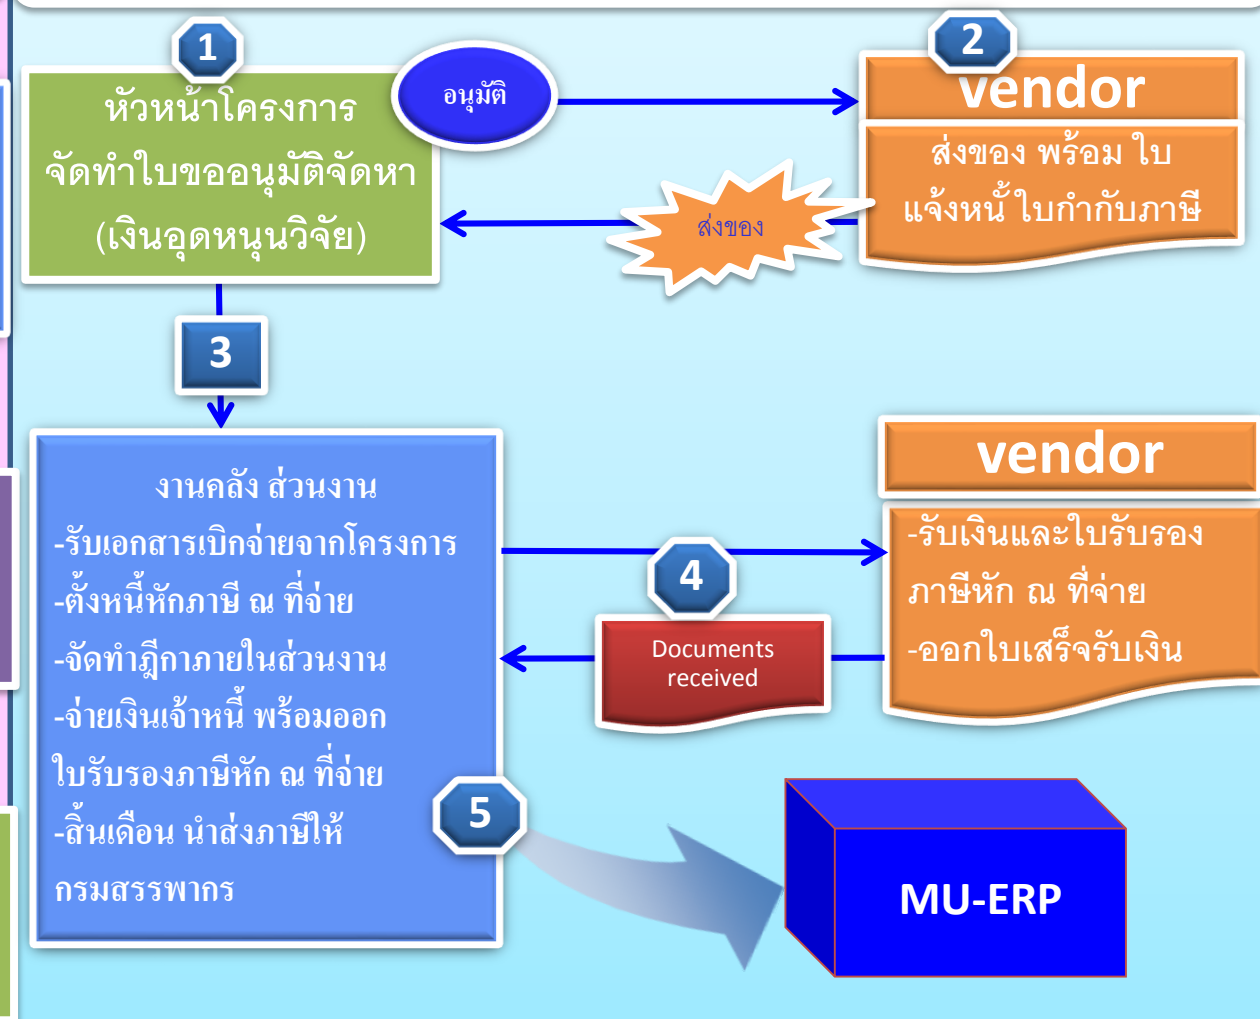 1
หัวหน้าโครงการ
จัดทำใบขออนุมัติจัดหา
(เงินอุดหนุนวิจัย)
อนุมัติ
2
vendor
ส่งของ พร้อม ใบ
แจ้งหนั้ ใบกำกับภาษี
ส่งของ
3
งานคลัง ส่วนงาน
-รับเอกสารเบิกจ่ายจากโครงการ
-ตั้งหนี้หักภาษี ณ ที่จ่าย
-จัดทำฎีกาภายในส่วนงาน
-จ่ายเงินเจ้าหนี้ พร้อมออก
ใบรับรองภาษีหัก ณ ที่จ่าย
-สิ้นเดือน นำส่งภาษีให้
กรมสรรพากร
4
Documents
received
vendor
-รับเงินและใบรับรอง
ภาษีหัก ณ ที่จ่าย
-ออกใบเสร็จรับเงิน
5
MU-ERP